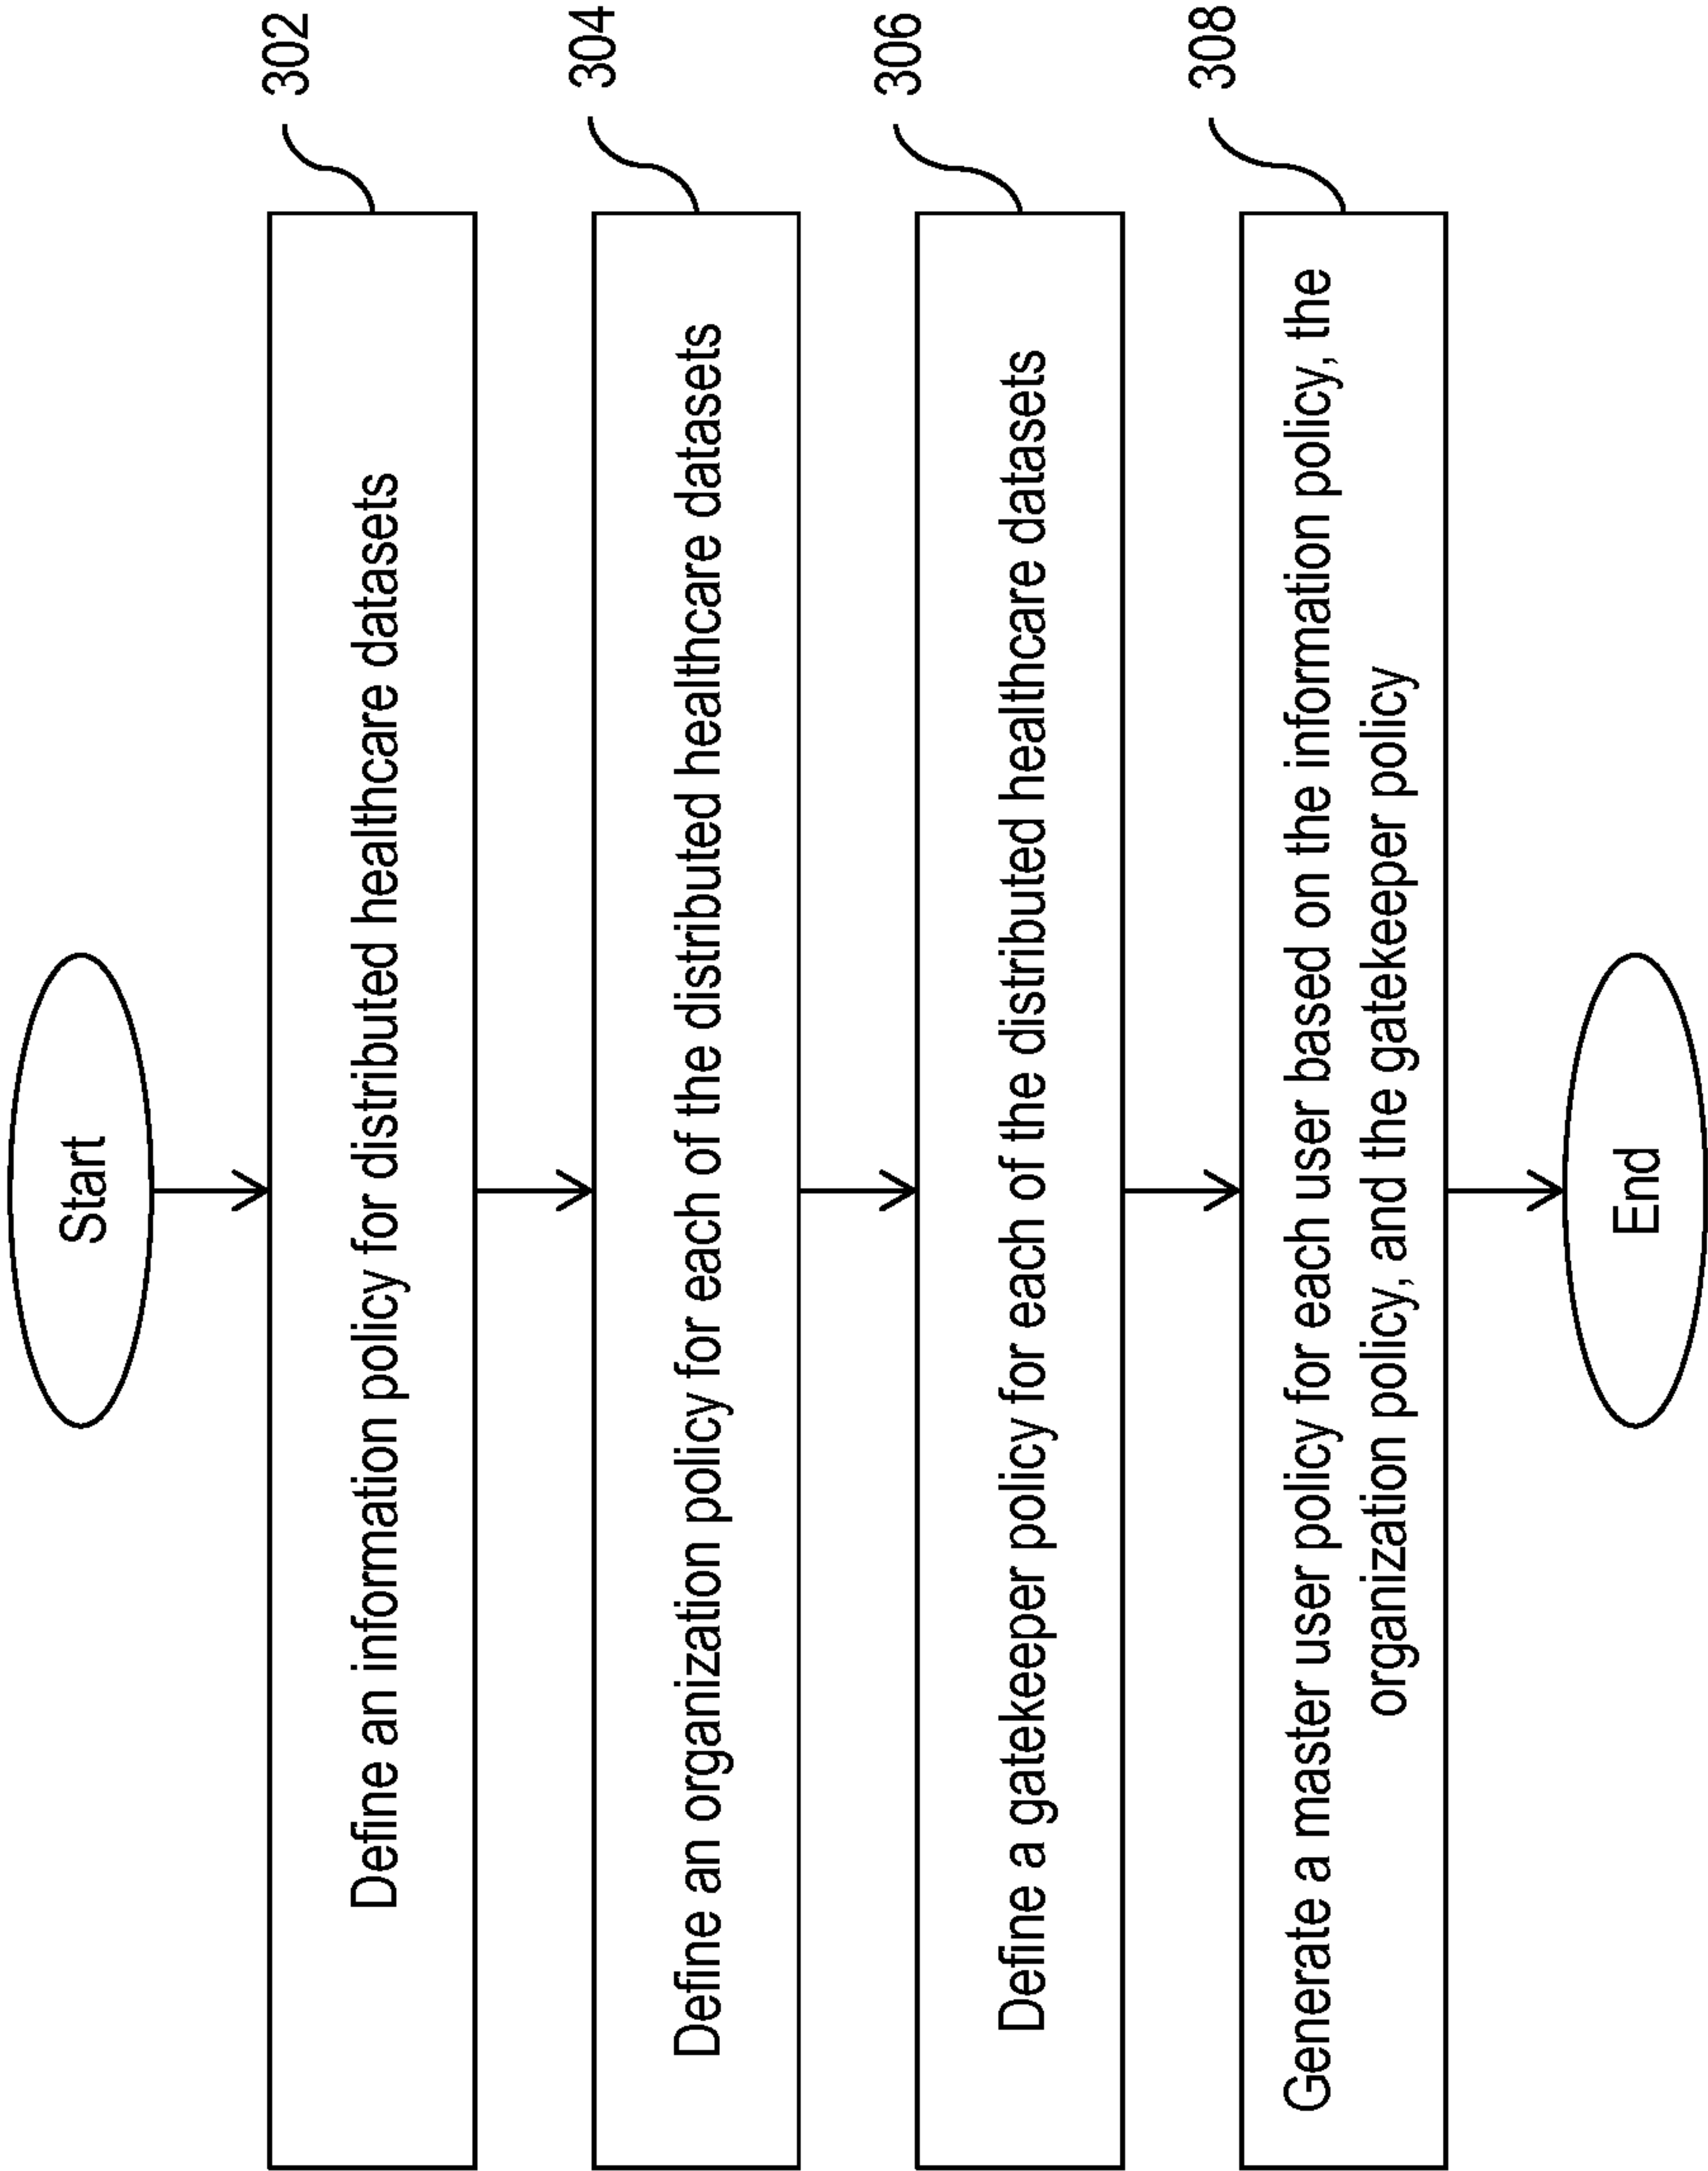 Start
302
Define an information policy for distributed healthcare datasets
304
Define an organization policy for each of the distributed healthcare datasets
306
Define a gatekeeper policy for each of the distributed healthcare datasets
308
Generate a master user policy for each user based on the information policy, the
organization policy, and the gatekeeper policy
End